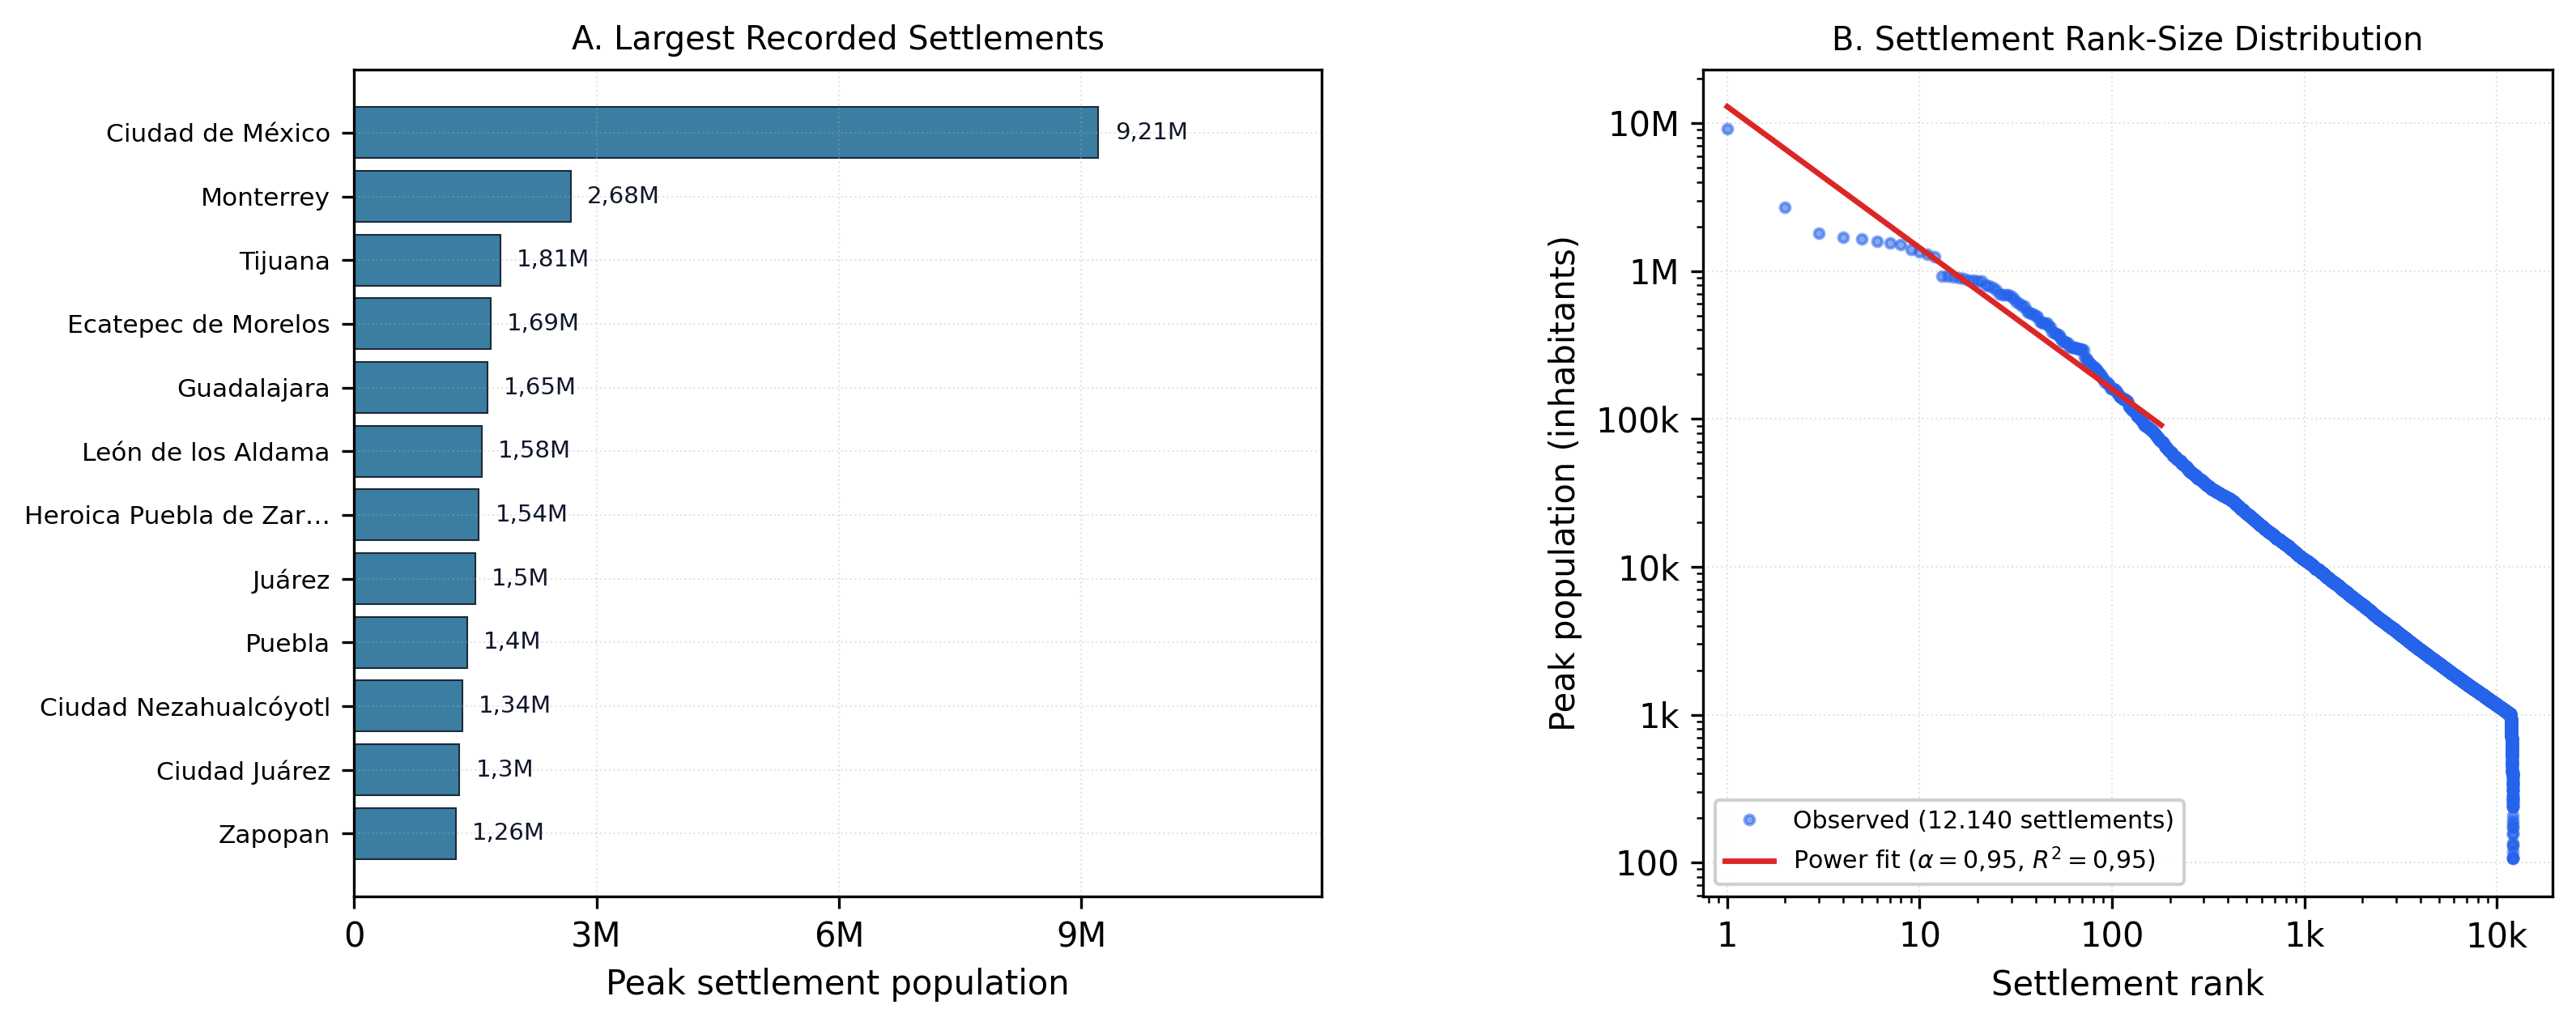 A. Largest Recorded Settlements
Ciudad de México
9,21M
Monterrey
2,68M
Tijuana
1,81M
Ecatepec de Morelos
1,69M
Guadalajara
1,65M
León de los Aldama
1,58M
Heroica Puebla de Zar...
1,54M
Juárez
1,5M
Puebla
1,4M
Ciudad Nezahualcóyotl
1,34M
Ciudad Juárez
1,3M
Zapopan
1,26M
0 3M 6M 9M
Peak settlement population
B. Settlement Rank-Size Distribution
Peak population (inhabitants)
10M
1M
100k
10k
1k
100
Observed (12.140 settlements)
Power fit (α = 0,95, R² = 0,95)
1 10 100 1k 10k
Settlement rank